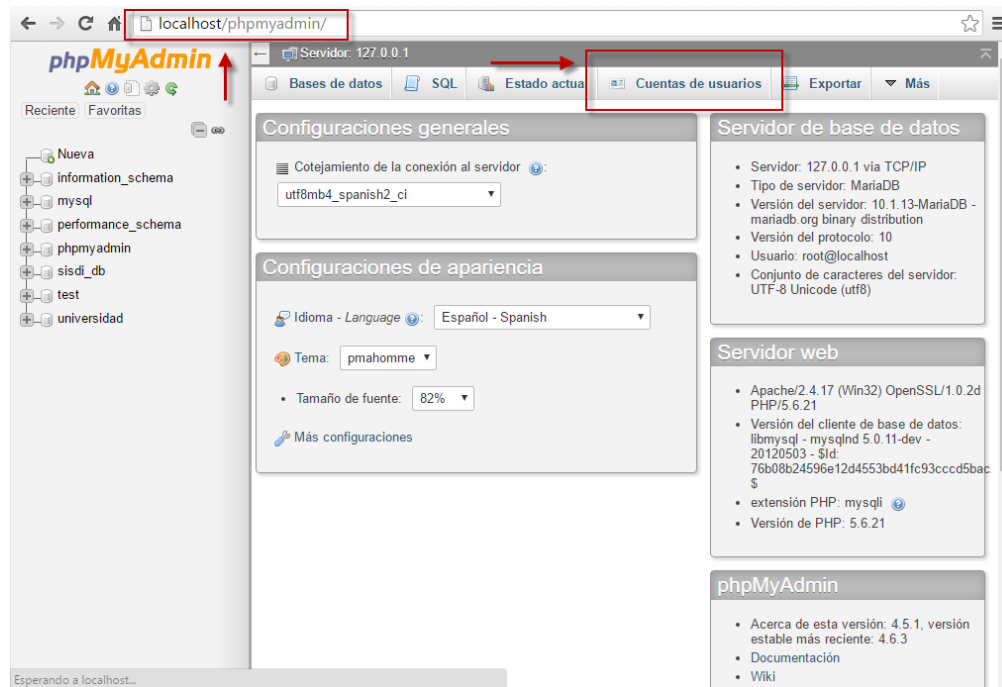 localhost/phpmyadmin/
phpMyAdmin
Reciente Favoritas
Nueva
information_schema
mysql
performance_schema
phpmyadmin
sisdi_db
test
universidad
Servidor: 127.0.0.1
Bases de datos SQL Estado actua Cuentas de usuarios Exportar Más
Configuraciones generales
Cotejamiento de la conexión al servidor :
utf8mb4_spanish2_ci
Configuraciones de apariencia
Idioma - Language : Español - Spanish
Tema: pmahomme
• Tamaño de fuente: 82%
Más configuraciones
Servidor de base de datos
• Servidor: 127.0.0.1 via TCP/IP
• Tipo de servidor: MariaDB
• Versión del servidor: 10.1.13-MariaDB -
mariadb.org binary distribution
• Versión del protocolo: 10
• Usuario: root@localhost
• Conjunto de caracteres del servidor:
UTF-8 Unicode (utf8)
Servidor web
• Apache/2.4.17 (Win32) OpenSSL/1.0.2d
PHP/5.6.21
• Versión del cliente de base de datos:
libmysql - mysqlnd 5.0.11-dev -
20120503 - $Id:
76b08b24596e12d4553bd41fc93cccd5bac
$
• extensión PHP: mysqli
• Versión de PHP: 5.6.21
phpMyAdmin
• Acerca de esta versión: 4.5.1, versión
estable más reciente: 4.6.3
• Documentación
• Wiki
Esperando a localhost...